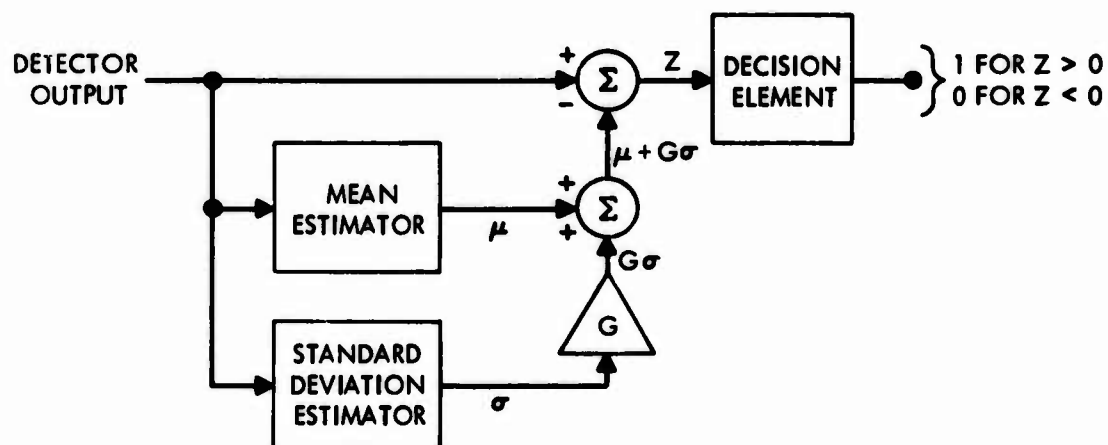 DETECTOR
OUTPUT
+
-
Σ
Z
DECISION
ELEMENT
1 FOR Z > 0
0 FOR Z < 0
μ + Gσ
MEAN
ESTIMATOR
μ
+
+
Σ
Gσ
G
STANDARD
DEVIATION
ESTIMATOR
σ